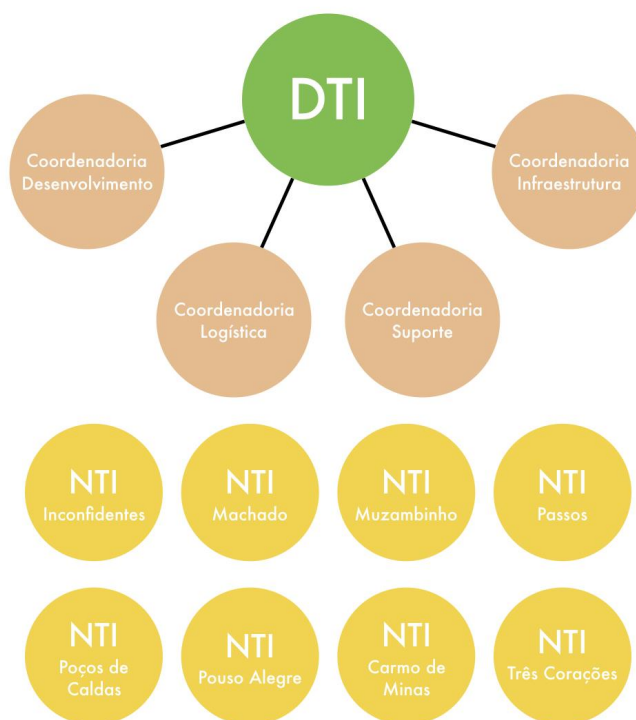 DTI
Coordenadoria
Desenvolvimento
Coordenadoria
Infraestrutura
Coordenadoria
Logística
Coordenadoria
Suporte
NTI
Inconfidentes
NTI
Machado
NTI
Muzambinho
NTI
Passos
NTI
Poços de
Caldas
NTI
Pouso Alegre
NTI
Carmo de
Minas
NTI
Três Corações